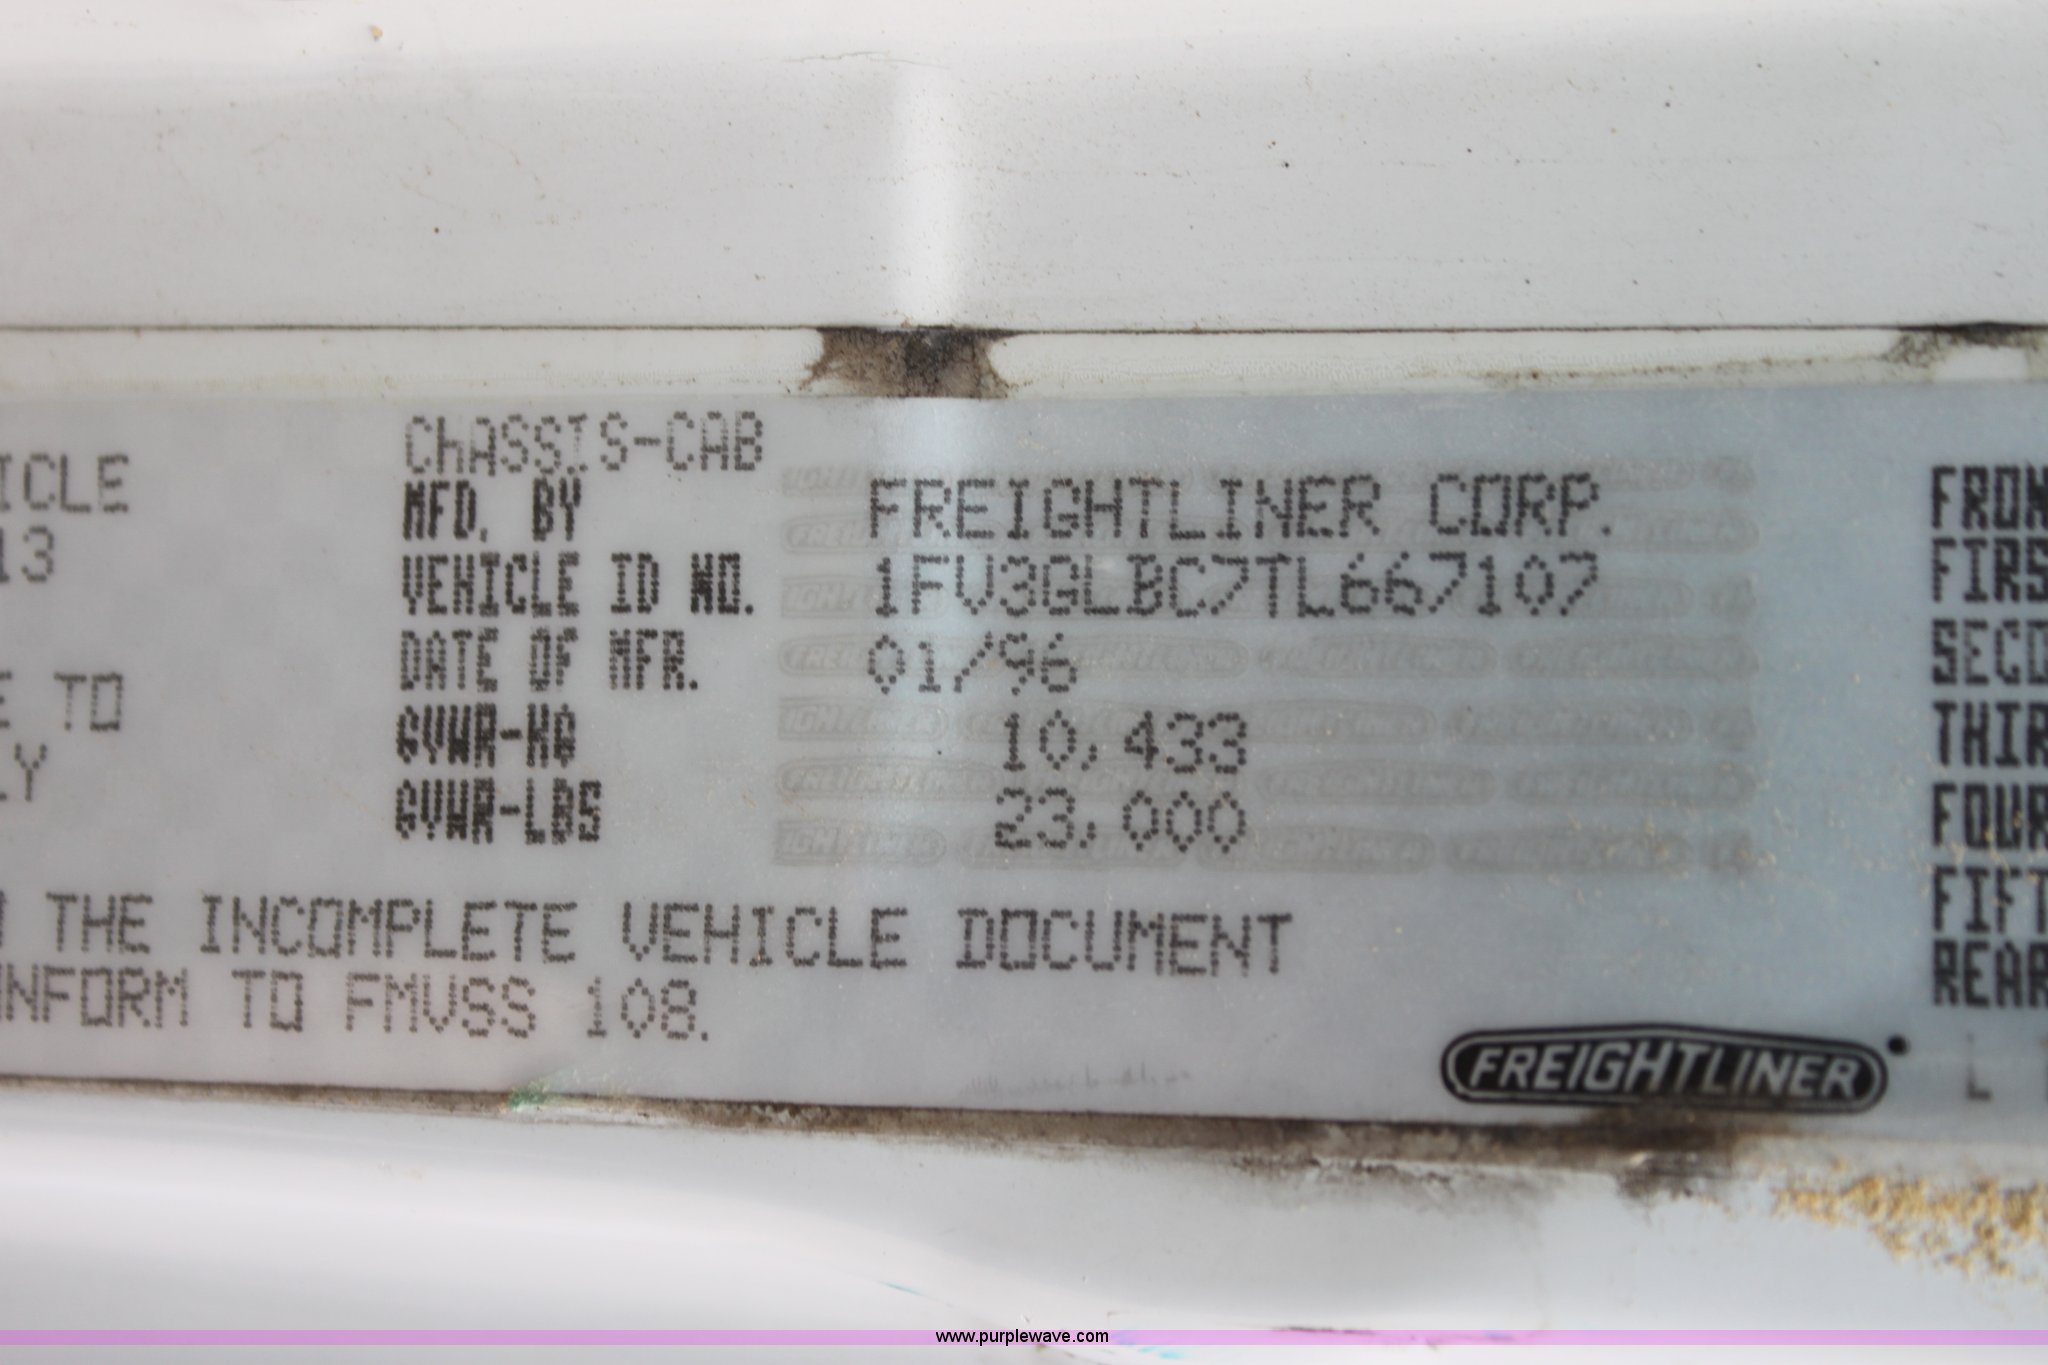 CHASSIS-CAB
ICLE
MFD. BY FREIGHTLINER CORP.
13
VEHICLE ID NO. 1FV3GLBC7TL667107
DATE OF MFR. 01/96
E TO
GVWR-KG 10,433
LY
GVWR-LBS 23,000
THE INCOMPLETE VEHICLE DOCUMENT
NFORM TO FMVSS 108.
FRON
FIRS
SECO
THIR
FOUR
FIFT
REAR
FREIGHTLINER
L
www.purplewave.com